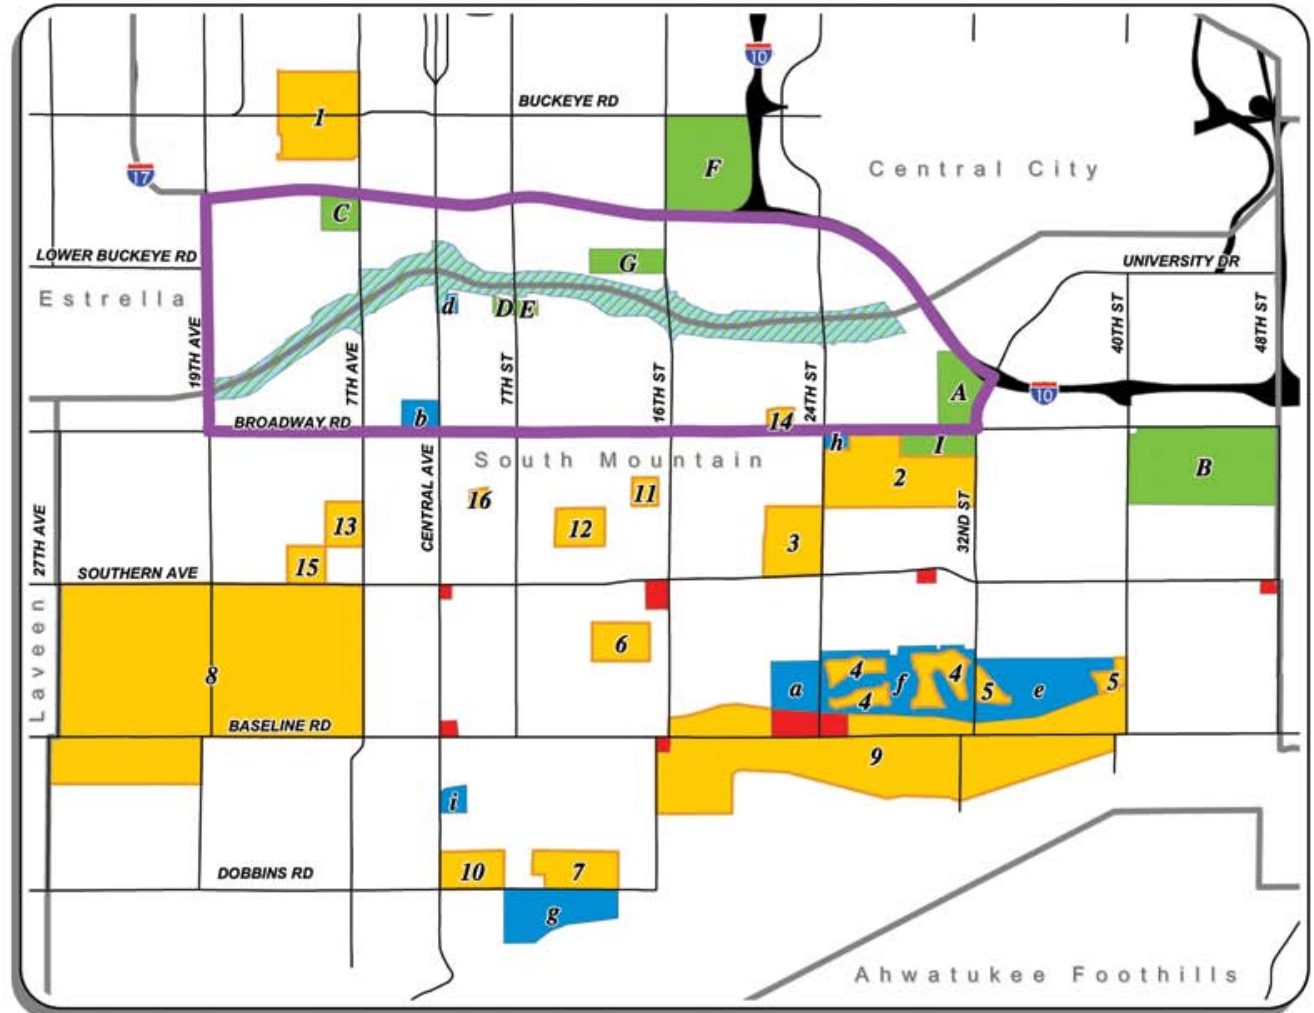 10
BUCKEYE RD
1
17
F
Central City
C
LOWER BUCKEYE RD
G
UNIVERSITY DR
Estrella
d
D
E
19TH AVE
7TH AVE
7TH ST
16TH ST
24TH ST
40TH ST
48TH ST
A
10
b
14
BROADWAY RD
h
I
South Mountain
B
2
CENTRAL AVE
16
11
27TH AVE
32ND ST
13
12
3
15
SOUTHERN AVE
Laveen
6
8
a
4
4
f
4
5
e
5
BASELINE RD
9
i
DOBBINS RD
10
7
g
Ahwatukee Foothills